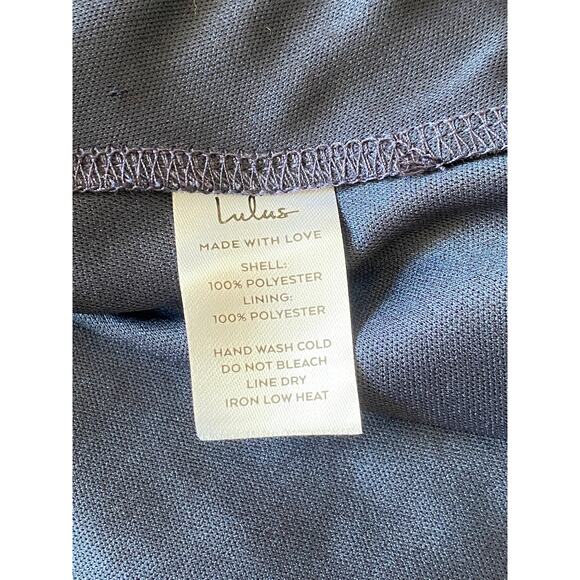 Lulus
MADE WITH LOVE
SHELL:
100% POLYESTER
LINING:
100% POLYESTER
HAND WASH COLD
DO NOT BLEACH
LINE DRY
IRON LOW HEAT